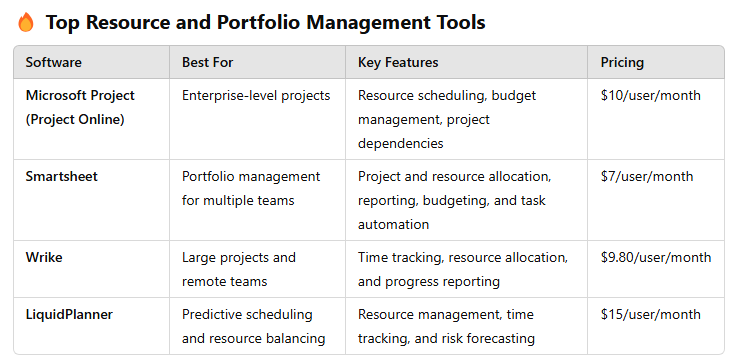 🔥 Top Resource and Portfolio Management Tools
Software Best For Key Features Pricing
Microsoft Project
(Project Online)
Enterprise-level projects
Resource scheduling, budget
management, project
dependencies
$10/user/month
Smartsheet
Portfolio management
for multiple teams
Project and resource allocation,
reporting, budgeting, and task
automation
$7/user/month
Wrike
Large projects and
remote teams
Time tracking, resource allocation,
and progress reporting
$9.80/user/month
LiquidPlanner
Predictive scheduling
and resource balancing
Resource management, time
tracking, and risk forecasting
$15/user/month